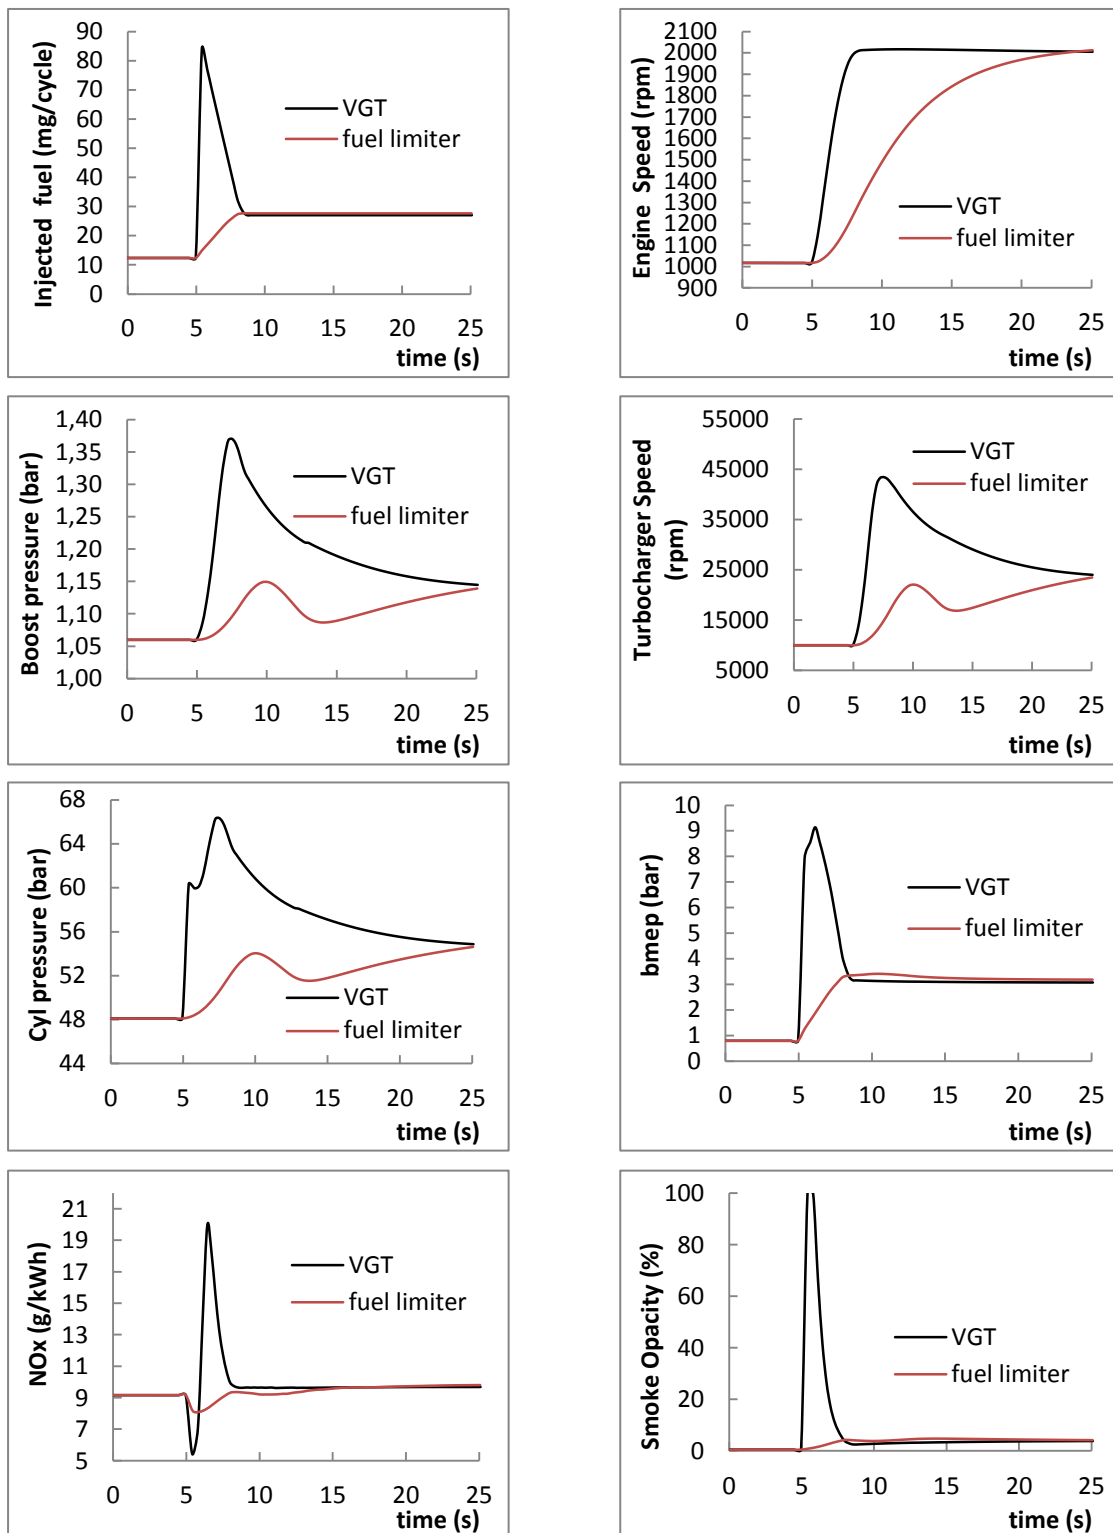 Injected fuel (mg/cycle)
90
80
70
60
50
40
30
20
10
0
VGT
fuel limiter
0 5 10 15 20 25
time (s)
Engine Speed (rpm)
2100
2000
1900
1800
1700
1600
1500
1400
1300
1200
1100
1000
900
VGT
fuel limiter
0 5 10 15 20 25
time (s)
Boost pressure (bar)
1,40
1,35
1,30
1,25
1,20
1,15
1,10
1,05
1,00
VGT
fuel limiter
0 5 10 15 20 25
time (s)
Turbocharger Speed
(rpm)
55000
45000
35000
25000
15000
5000
VGT
fuel limiter
0 5 10 15 20 25
time (s)
Cyl pressure (bar)
68
64
60
56
52
48
44
VGT
fuel limiter
0 5 10 15 20 25
time (s)
bmep (bar)
10
9
8
7
6
5
4
3
2
1
0
VGT
fuel limiter
0 5 10 15 20 25
time (s)
NOx (g/kWh)
21
19
17
15
13
11
9
7
5
VGT
fuel limiter
0 5 10 15 20 25
time (s)
Smoke Opacity (%)
100
80
60
40
20
0
VGT
fuel limiter
0 5 10 15 20 25
time (s)